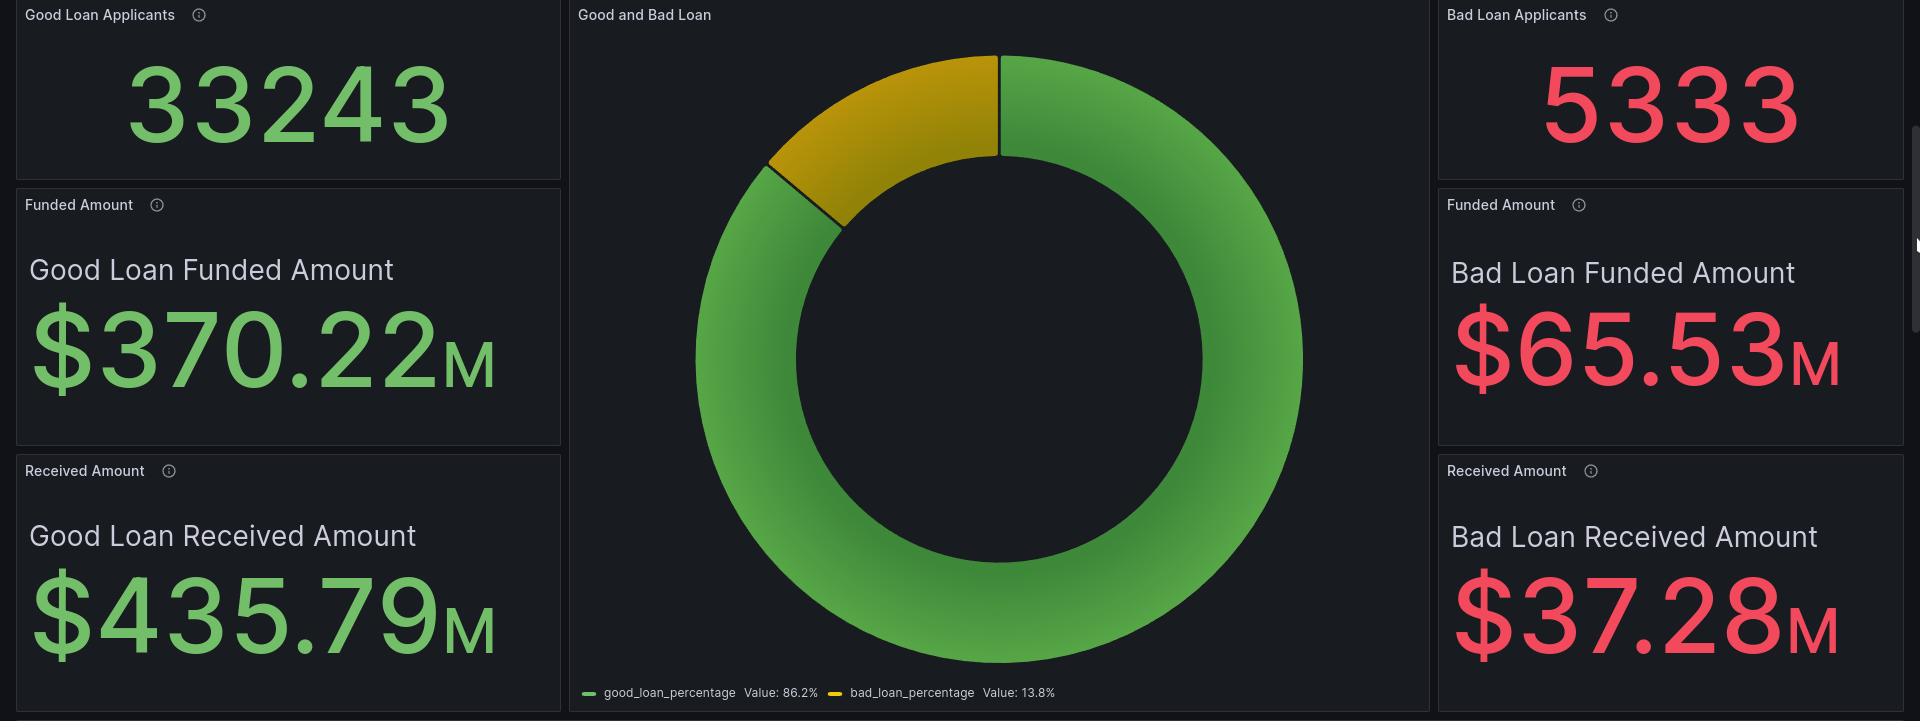 Good Loan Applicants
33243
Funded Amount
Good Loan Funded Amount
$370.22M
Received Amount
Good Loan Received Amount
$435.79M
Good and Bad Loan
good_loan_percentage Value: 86.2% bad_loan_percentage Value: 13.8%
Bad Loan Applicants
5333
Funded Amount
Bad Loan Funded Amount
$65.53M
Received Amount
Bad Loan Received Amount
$37.28M